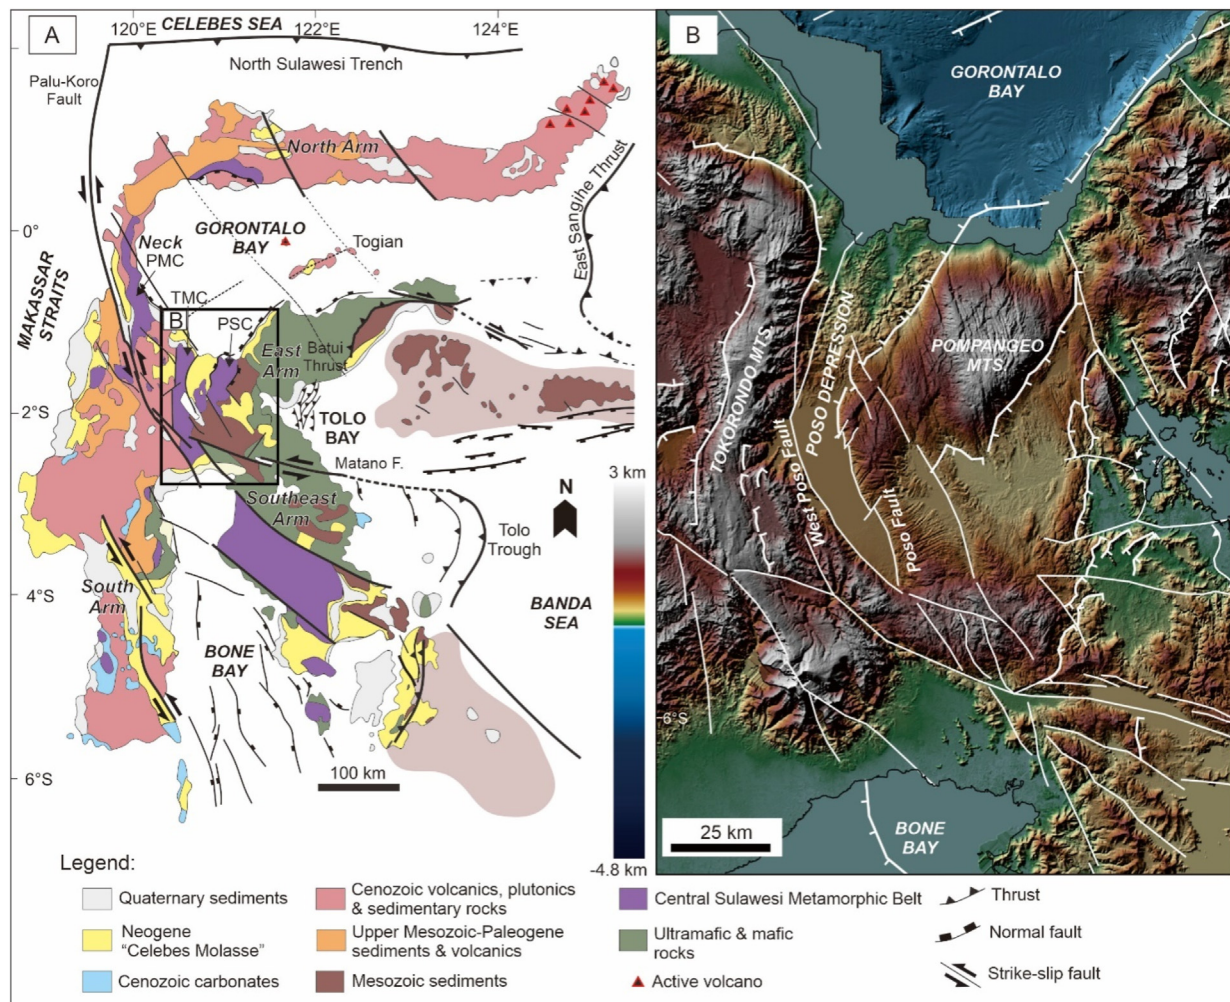 A
120°E
CELEBES SEA
122°E
124°E
North Sulawesi Trench
Palu-Koro
Fault
North Arm
0°
Neck
PMC
GORONTALO
BAY
Togian
East Sangihe Thrust
MAKASSAR
STRAITS
TMC
B
PSC
East
Arm
Batui
Thrust
2°S
TOLO
BAY
Matano F.
Southeast
Arm
N
Tolo
Trough
4°S
South
Arm
BANDA
SEA
BONE
BAY
100 km
6°S
3 km
-4.8 km
B
GORONTALO
BAY
TOKORONDO MTS.
POSO DEPRESSION
POMPANGEO
MTS.
West Poso Fault
Poso Fault
6°S
BONE
BAY
25 km
Legend:
Quaternary sediments
Neogene
“Celebes Molasse”
Cenozoic carbonates
Cenozoic volcanics, plutonics
& sedimentary rocks
Upper Mesozoic-Paleogene
sediments & volcanics
Mesozoic sediments
Central Sulawesi Metamorphic Belt
Ultramafic & mafic
rocks
Active volcano
Thrust
Normal fault
Strike-slip fault